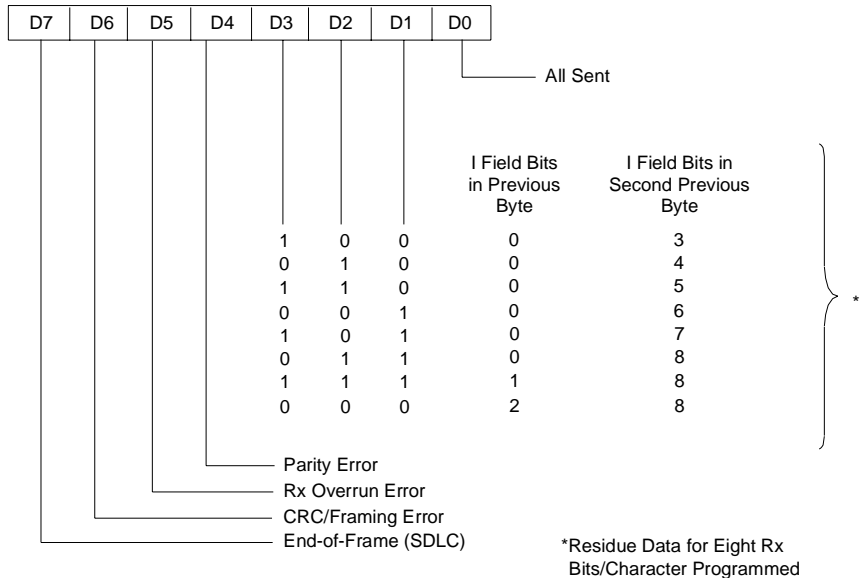 D7 D6 D5 D4 D3 D2 D1 D0
All Sent
I Field Bits
in Previous
Byte
I Field Bits in
Second Previous
Byte
1 0 0 0 3
0 1 0 0 4
1 1 0 0 5
0 0 1 0 6
1 0 1 0 7
0 1 1 0 8
1 1 1 1 8
0 0 0 2 8
*
Parity Error
Rx Overrun Error
CRC/Framing Error
End-of-Frame (SDLC)
*Residue Data for Eight Rx
Bits/Character Programmed